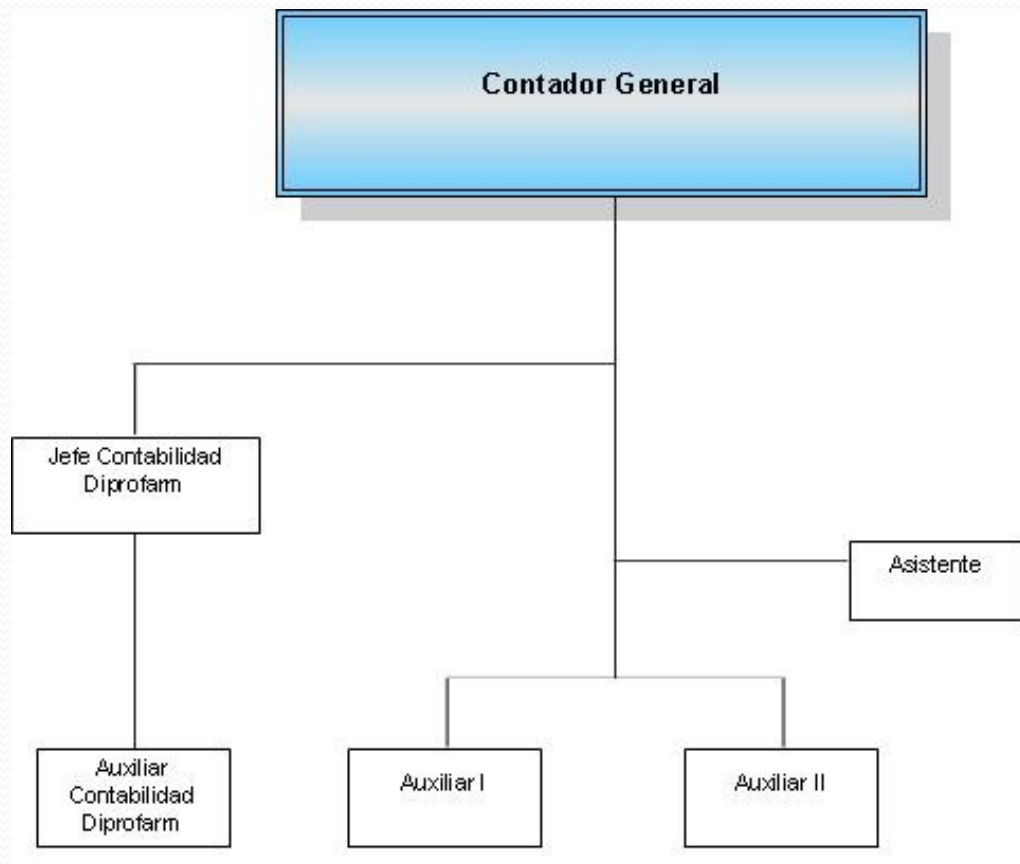 Contador General
Jefe Contabilidad
Diprofarm
Asistente
Auxiliar
Contabilidad
Diprofarm
Auxiliar I
Auxiliar II